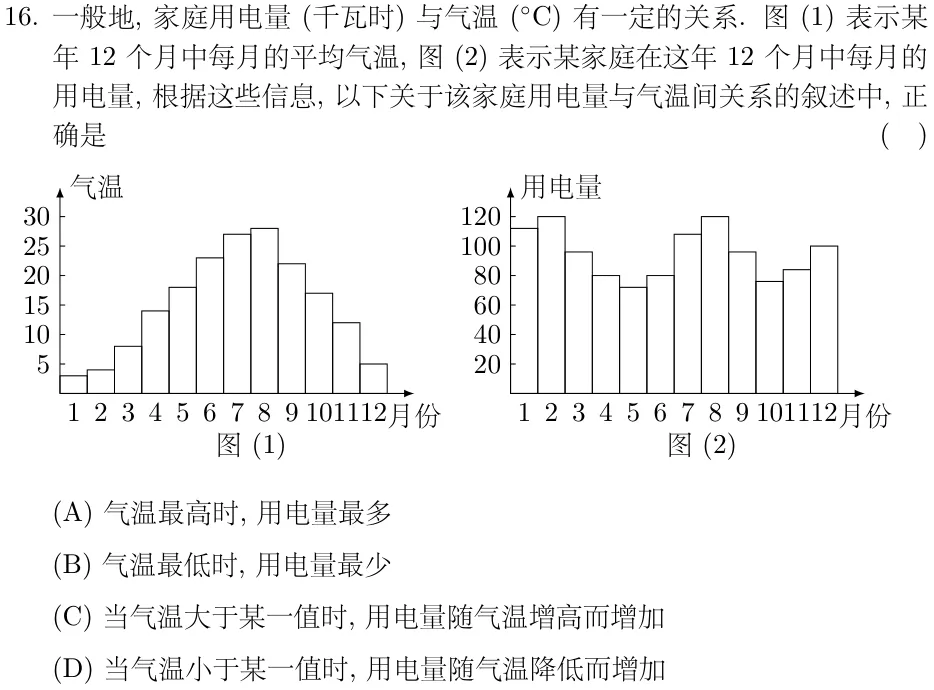 16. 一般地, 家庭用电量 (千瓦时) 与气温 (°C) 有一定的关系. 图 (1) 表示某
年 12 个月中每月的平均气温, 图 (2) 表示某家庭在这年 12 个月中每月的
用电量, 根据这些信息, 以下关于该家庭用电量与气温间关系的叙述中, 正
确是 ( )
气温
30
25
20
15
10
5
1 2 3 4 5 6 7 8 9 10 11 12 月份
图 (1)
用电量
120
100
80
60
40
20
1 2 3 4 5 6 7 8 9 10 11 12 月份
图 (2)
(A) 气温最高时, 用电量最多
(B) 气温最低时, 用电量最少
(C) 当气温大于某一值时, 用电量随气温增高而增加
(D) 当气温小于某一值时, 用电量随气温降低而增加